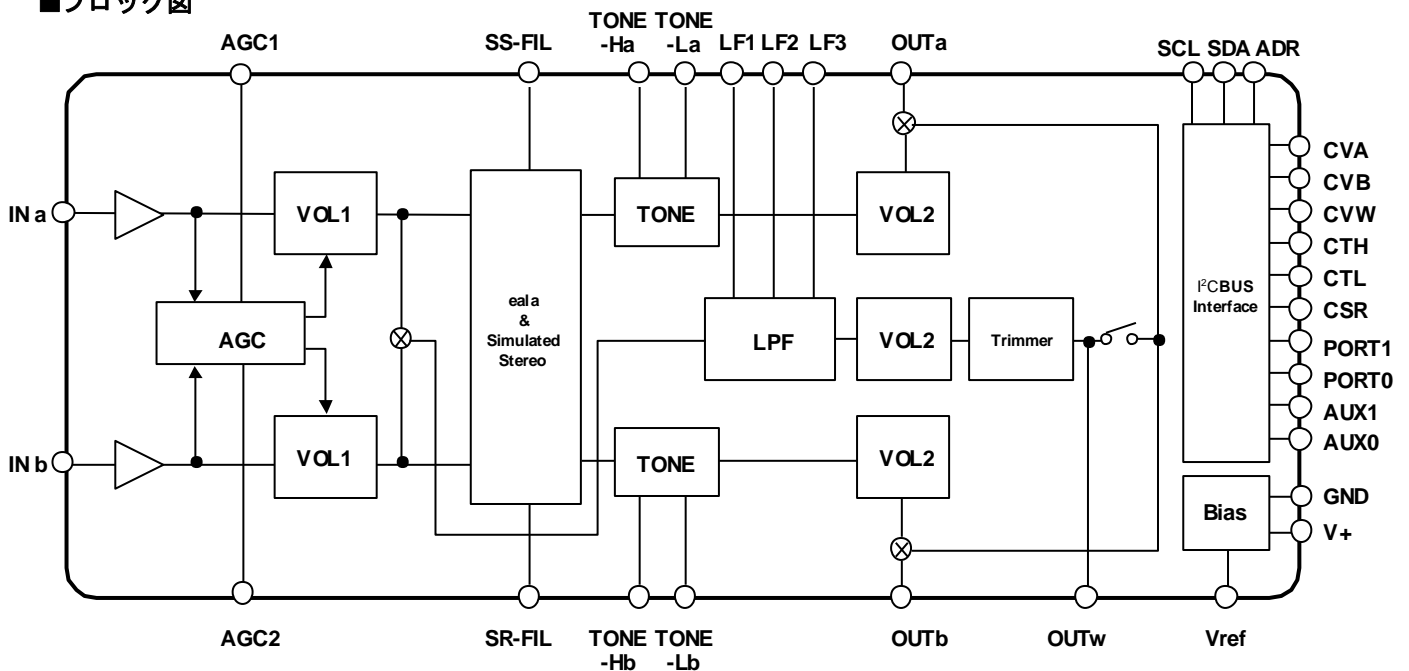 ■ブロック図
AGC1
SS-FIL
TONE
-Ha
TONE
-La
LF1 LF2 LF3
OUTa
SCL SDA ADR
INa
VOL1
TONE
VOL2
AGC
eala
&
Simulated
Stereo
LPF
VOL2
Trimmer
I²CBUS
Interface
CVA
CVB
CVW
CTH
CTL
CSR
PORT1
PORT0
AUX1
AUX0
INb
VOL1
TONE
VOL2
Bias
GND
V+
AGC2
SR-FIL
TONE
-Hb
TONE
-Lb
OUTb
OUTw
Vref